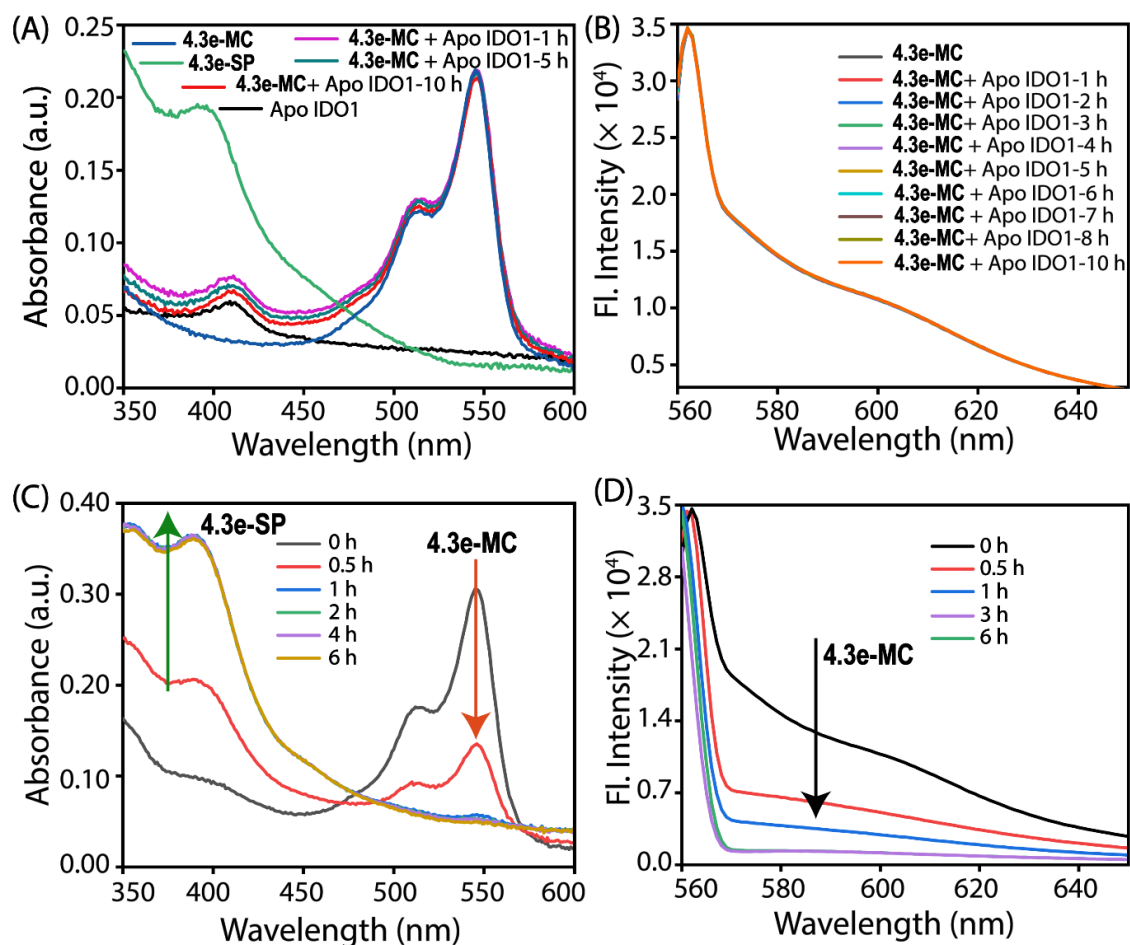 (A)
0.25
0.20
0.15
0.10
0.05
0.00
Absorbance (a.u.)
4.3e-MC
4.3e-SP
4.3e-MC + Apo IDO1-1 h
4.3e-MC + Apo IDO1-5 h
4.3e-MC+ Apo IDO1-10 h
Apo IDO1
350 400 450 500 550 600
Wavelength (nm)
(B)
3.5
3.0
2.5
2.0
1.5
1.0
0.5
Fl. Intensity (× 10⁴)
4.3e-MC
4.3e-MC+ Apo IDO1-1 h
4.3e-MC + Apo IDO1-2 h
4.3e-MC+ Apo IDO1-3 h
4.3e-MC + Apo IDO1-4 h
4.3e-MC + Apo IDO1-5 h
4.3e-MC + Apo IDO1-6 h
4.3e-MC + Apo IDO1-7 h
4.3e-MC+ Apo IDO1-8 h
4.3e-MC + Apo IDO1-10 h
560 580 600 620 640
Wavelength (nm)
(C)
0.40
0.30
0.20
0.10
0.00
Absorbance (a.u.)
4.3e-SP
4.3e-MC
0 h
0.5 h
1 h
2 h
4 h
6 h
350 400 450 500 550 600
Wavelength (nm)
(D)
3.5
2.8
2.1
1.4
0.7
0.0
Fl. Intensity (× 10⁴)
0 h
0.5 h
1 h
3 h
6 h
4.3e-MC
560 580 600 620 640
Wavelength (nm)